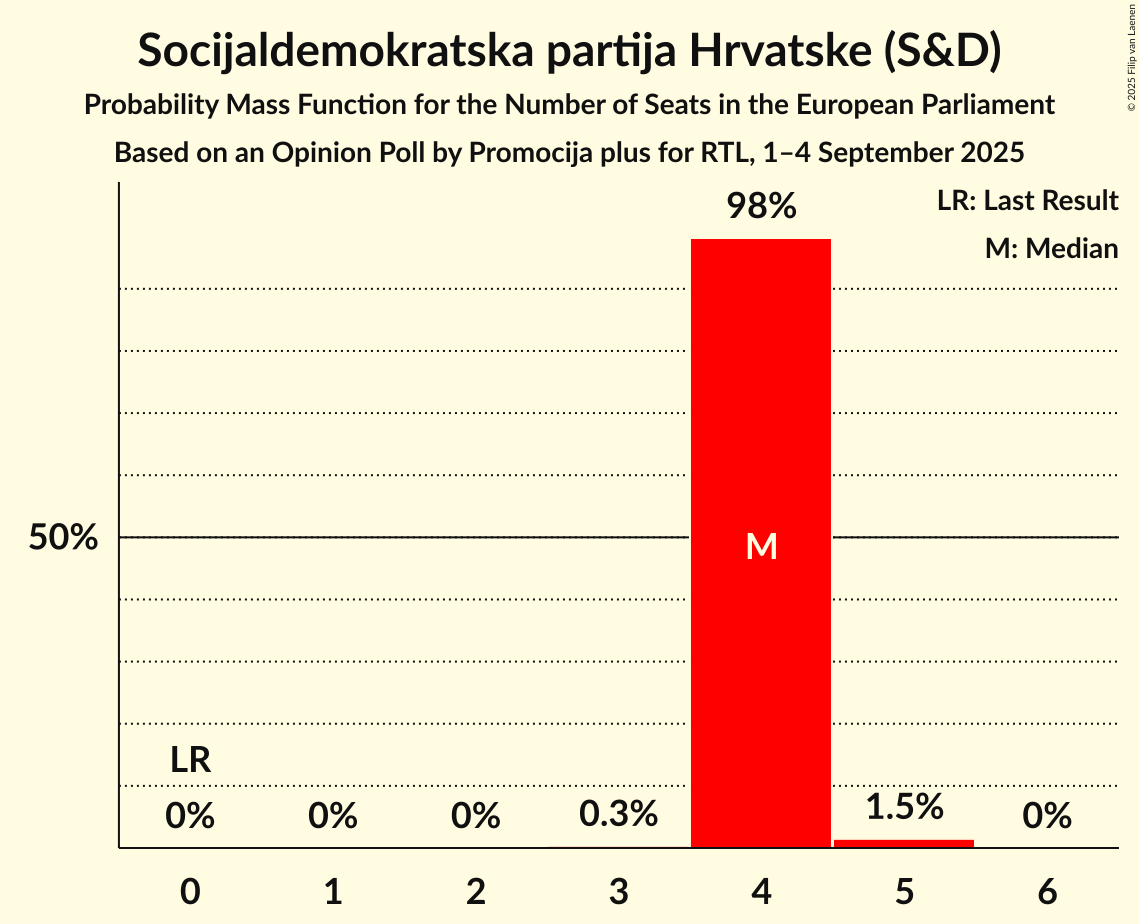 Socijaldemokratska partija Hrvatske (S&D)
Probability Mass Function for the Number of Seats in the European Parliament
Based on an Opinion Poll by Promocija plus for RTL, 1–4 September 2025
© 2025 Filip van Laenen
LR: Last Result
M: Median
98%
50%
M
LR
0%
0%
0%
0.3%
1.5%
0%
0
1
2
3
4
5
6